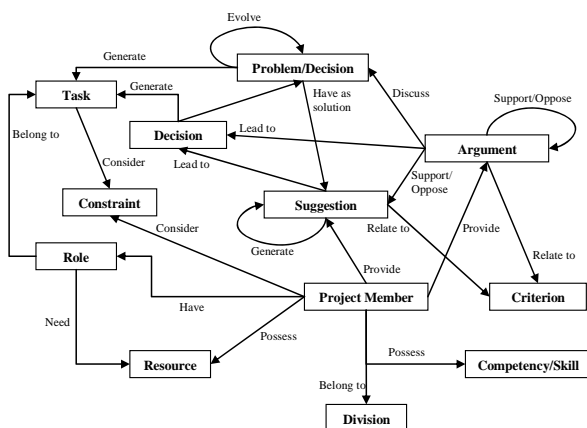 Evolve
Generate
Problem/Decision
Task
Generate
Have as
solution
Discuss
Support/Oppose
Belong to
Decision
Lead to
Argument
Consider
Lead to
Support/
Oppose
Constraint
Suggestion
Consider
Relate to
Provide
Role
Generate
Relate to
Provide
Have
Project Member
Criterion
Need
Possess
Resource
Possess
Competency/Skill
Belong to
Division